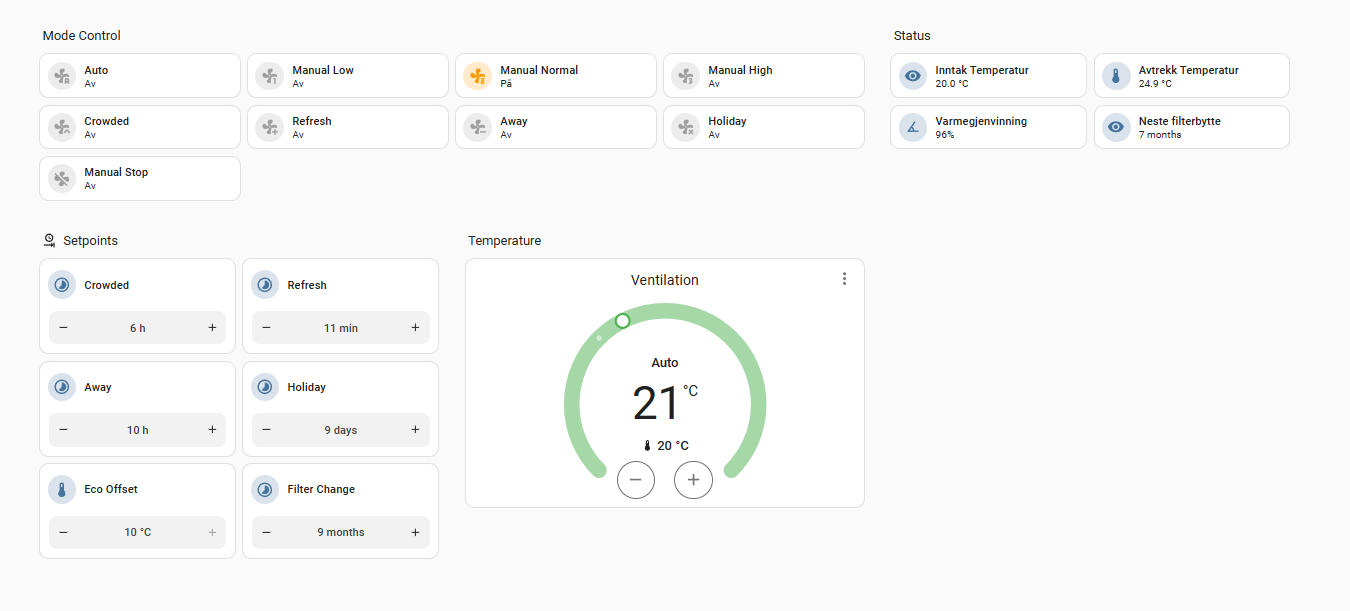 Mode Control
Auto
Av
Manual Low
Av
Manual Normal
På
Manual High
Av
Crowded
Av
Refresh
Av
Away
Av
Holiday
Av
Manual Stop
Av
Status
Inntak Temperatur
20.0 °C
Avtrekk Temperatur
24.9 °C
Varmegjenvinning
96%
Neste filterbytte
7 months
Setpoints
Crowded
− 6 h +
Refresh
− 11 min +
Away
− 10 h +
Holiday
− 9 days +
Eco Offset
− 10 °C +
Filter Change
− 9 months +
Temperature
Ventilation
Auto
21 °C
20 °C
− +